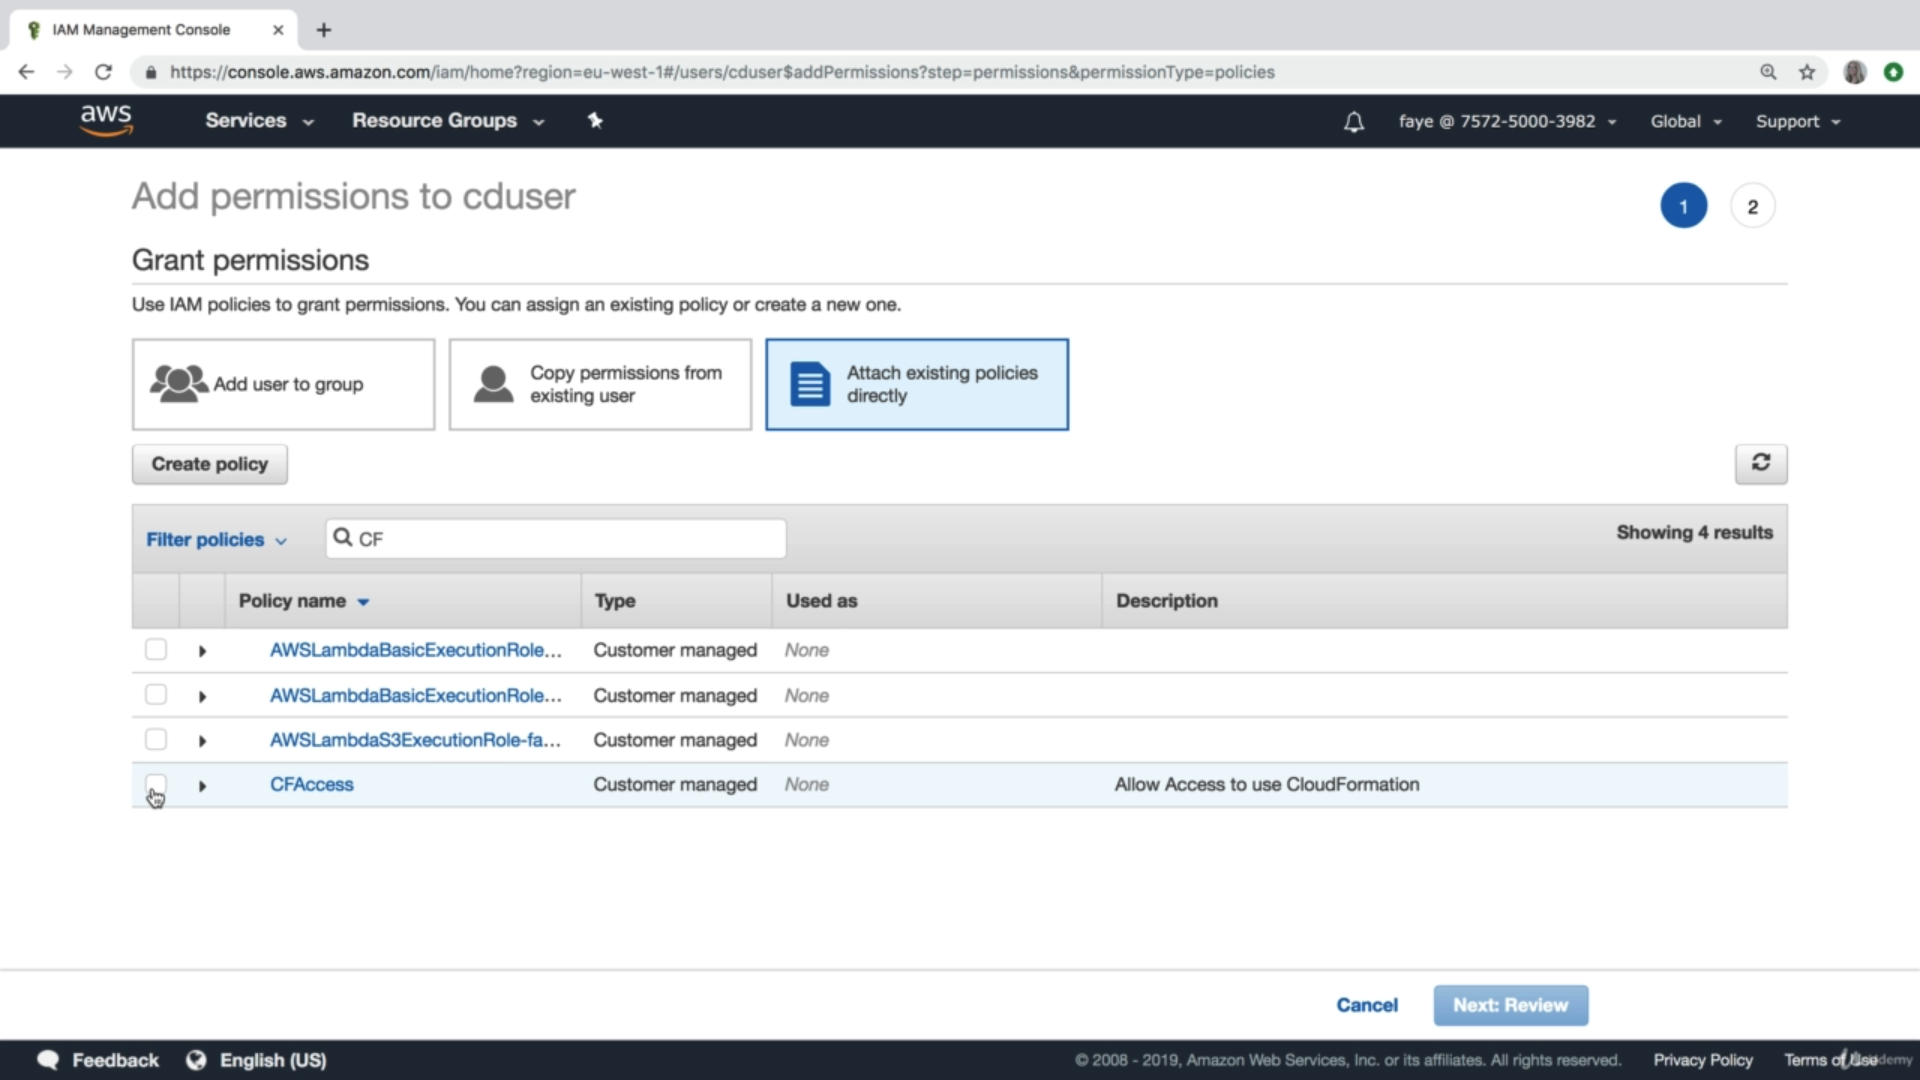 IAM Management Console
https://console.aws.amazon.com/iam/home?region=eu-west-1#/users/cduser$addPermissions?step=permissions&permissionType=policies
aws Services Resource Groups faye @ 7572-5000-3982 Global Support
Add permissions to cduser 1 2
Grant permissions
Use IAM policies to grant permissions. You can assign an existing policy or create a new one.
Add user to group
Copy permissions from
existing user
Attach existing policies
directly
Create policy
Filter policies CF Showing 4 results
Policy name Type Used as Description
AWSLambdaBasicExecutionRole... Customer managed None
AWSLambdaBasicExecutionRole... Customer managed None
AWSLambdaS3ExecutionRole-fa... Customer managed None
CFAccess Customer managed None Allow Access to use CloudFormation
Cancel Next: Review
Feedback English (US) © 2008 - 2019, Amazon Web Services, Inc. or its affiliates. All rights reserved. Privacy Policy Terms of Use